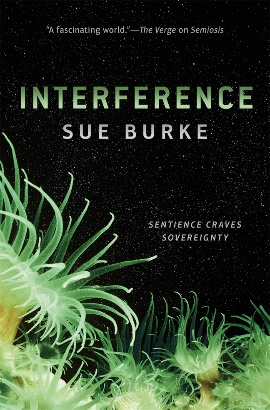 "A fascinating world."—The Verge on Semiosis
INTERFERENCE
SUE BURKE
SENTIENCE CRAVES
SOVEREIGNTY